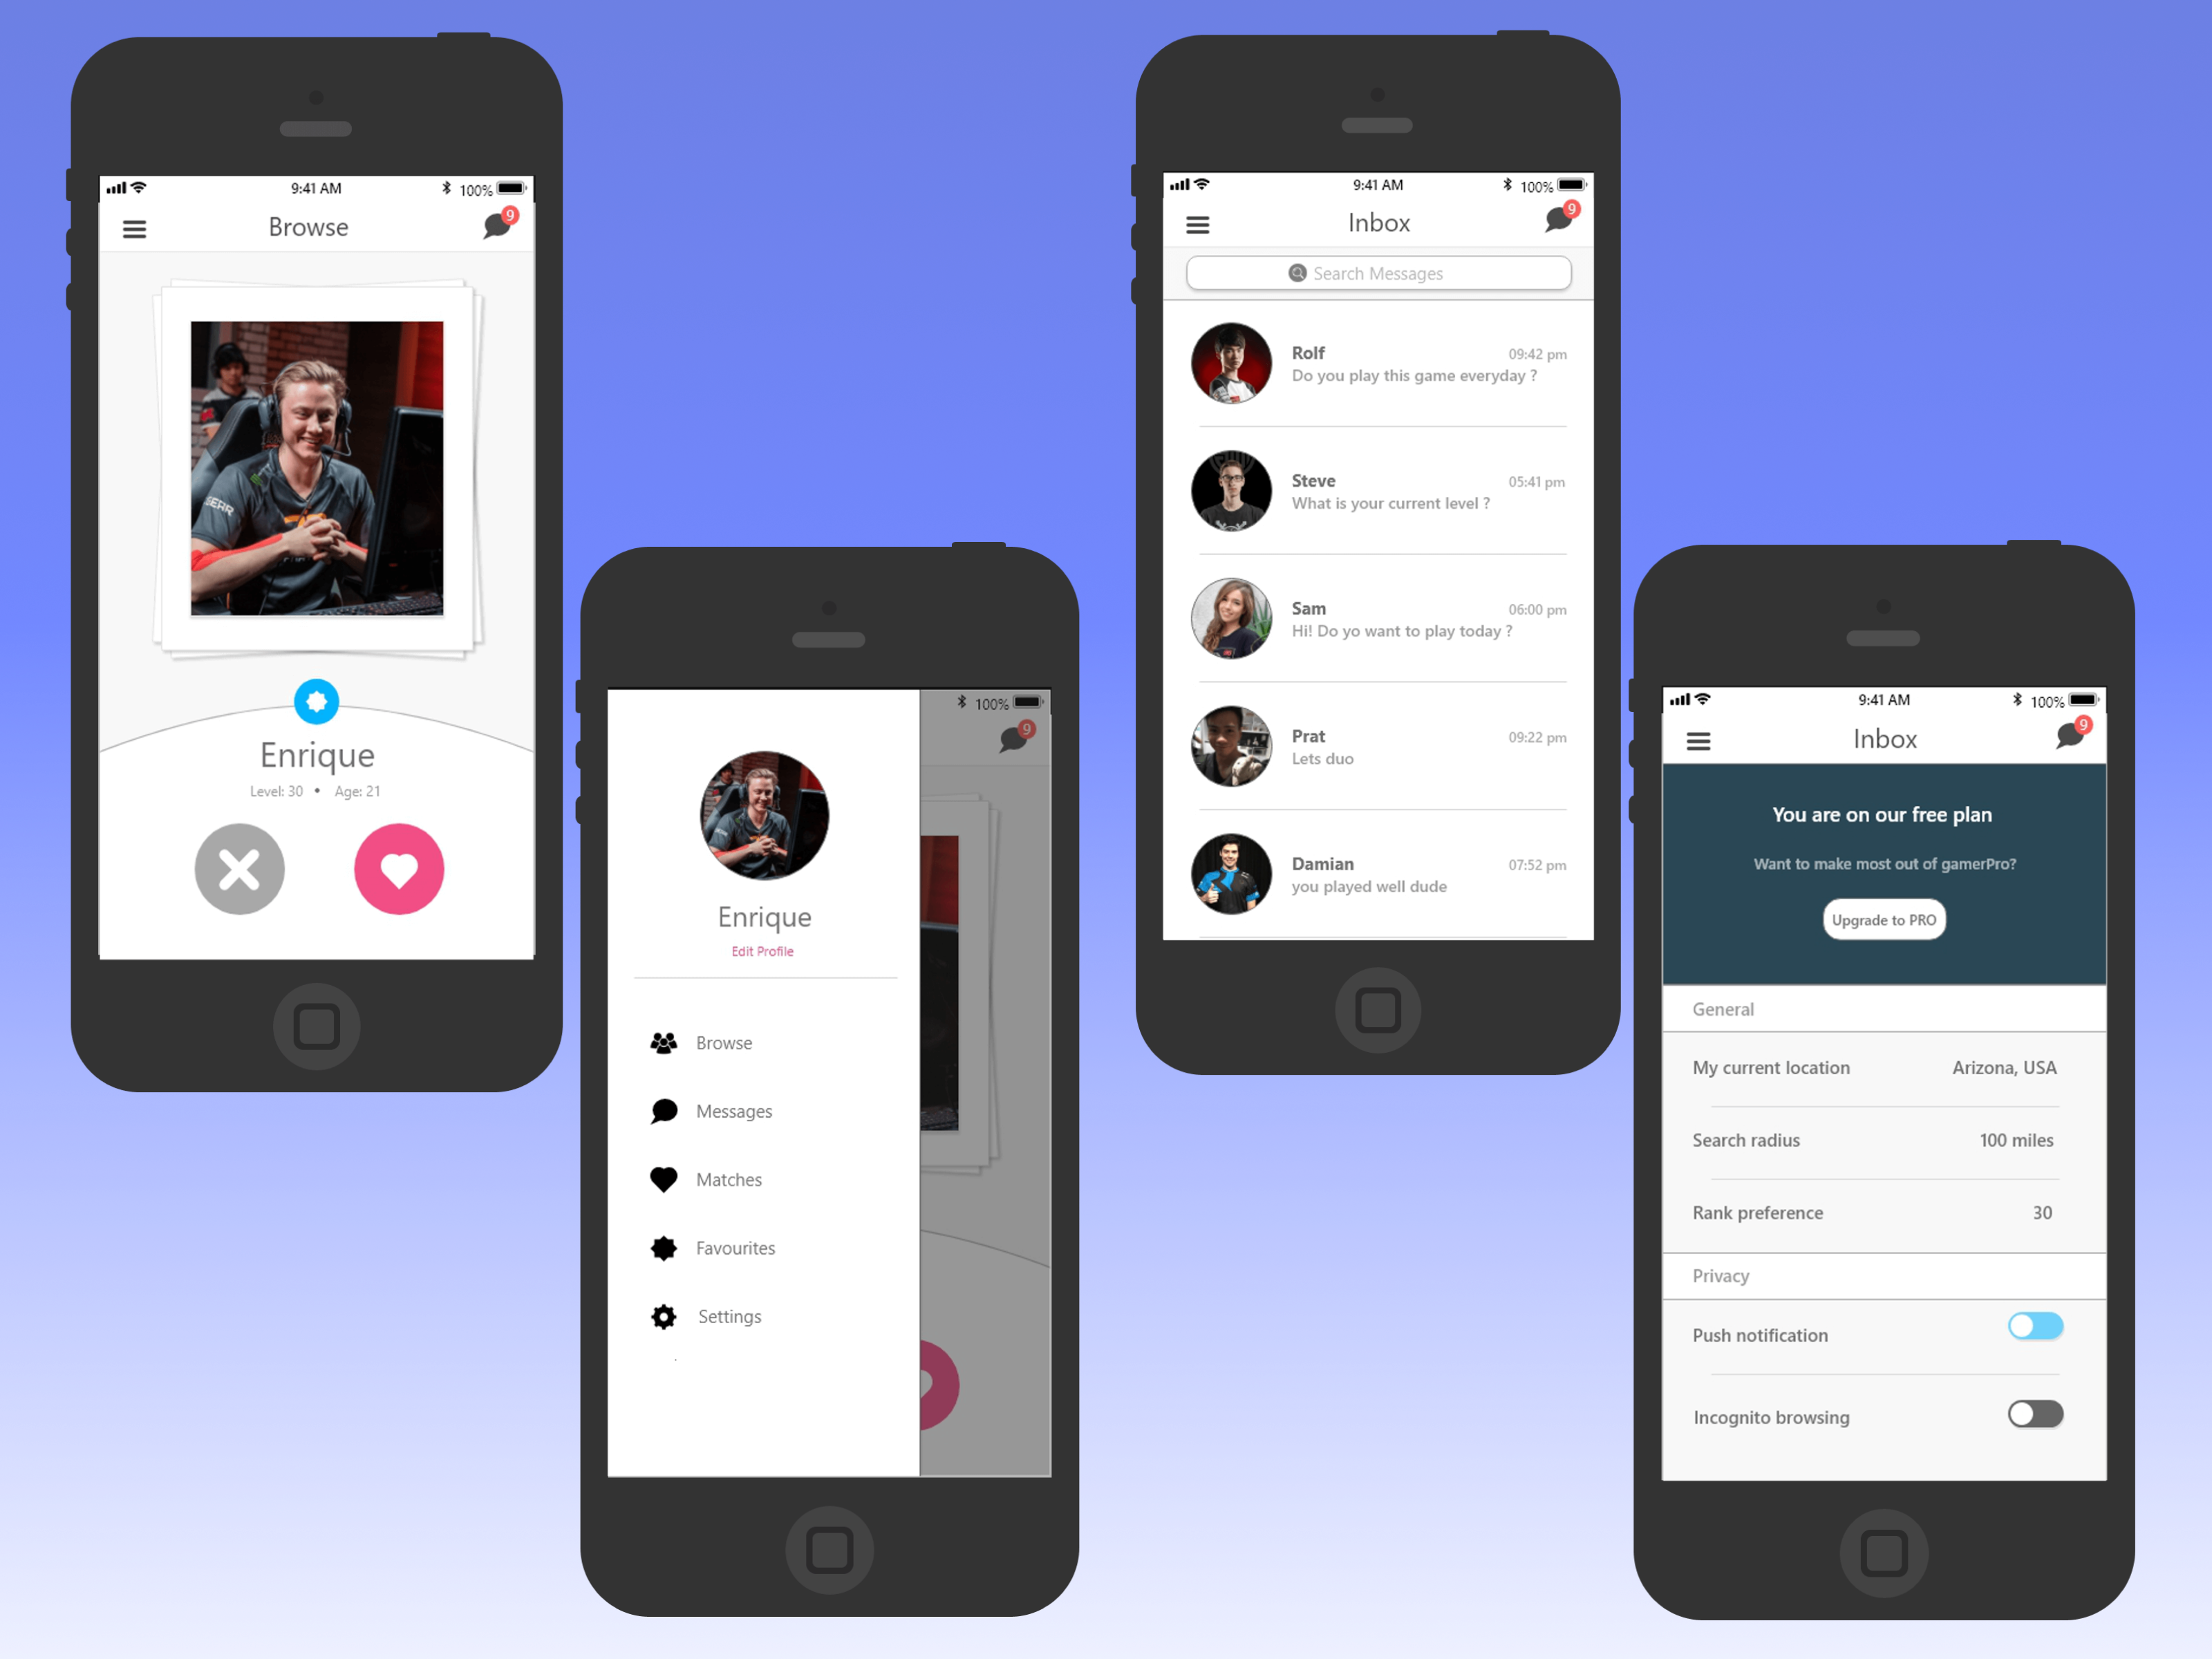 9:41 AM
100%
Browse
9
Enrique
Level: 30 • Age: 21
100%
9
Enrique
Edit Profile
Browse
Messages
Matches
Favourites
Settings
9:41 AM
100%
Inbox
9
Search Messages
Rolf 09:42 pm
Do you play this game everyday ?
Steve 05:41 pm
What is your current level ?
Sam 06:00 pm
Hi! Do yo want to play today ?
Prat 09:22 pm
Lets duo
Damian 07:52 pm
you played well dude
9:41 AM
100%
Inbox
9
You are on our free plan
Want to make most out of gamerPro?
Upgrade to PRO
General
My current location Arizona, USA
Search radius 100 miles
Rank preference 30
Privacy
Push notification
Incognito browsing